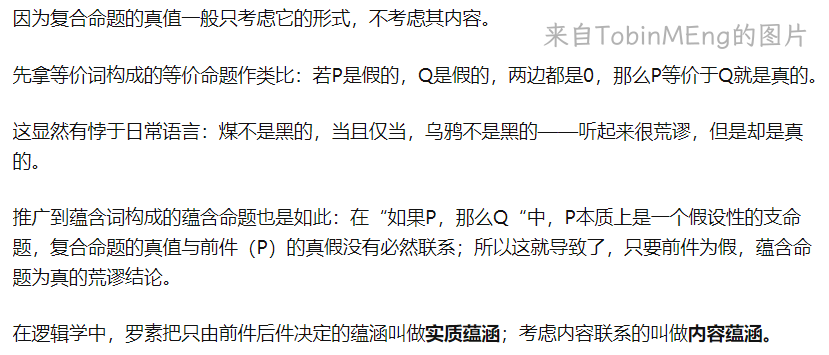 因为复合命题的真值一般只考虑它的形式，不考虑其内容。
来自TobinMEng的图片
先拿等价词构成的等价命题作类比：若P是假的，Q是假的，两边都是0，那么P等价于Q就是真的。
这显然有悖于日常语言：煤不是黑的，当且仅当，乌鸦不是黑的——听起来很荒谬，但是却是真
的。
推广到蕴含词构成的蕴含命题也是如此：在“如果P，那么Q“中，P本质上是一个假设性的支命
题，复合命题的真值与前件（P）的真假没有必然联系；所以这就导致了，只要前件为假，蕴含命
题为真的荒谬结论。
在逻辑学中，罗素把只由前件后件决定的蕴涵叫做实质蕴涵；考虑内容联系的叫做内容蕴涵。